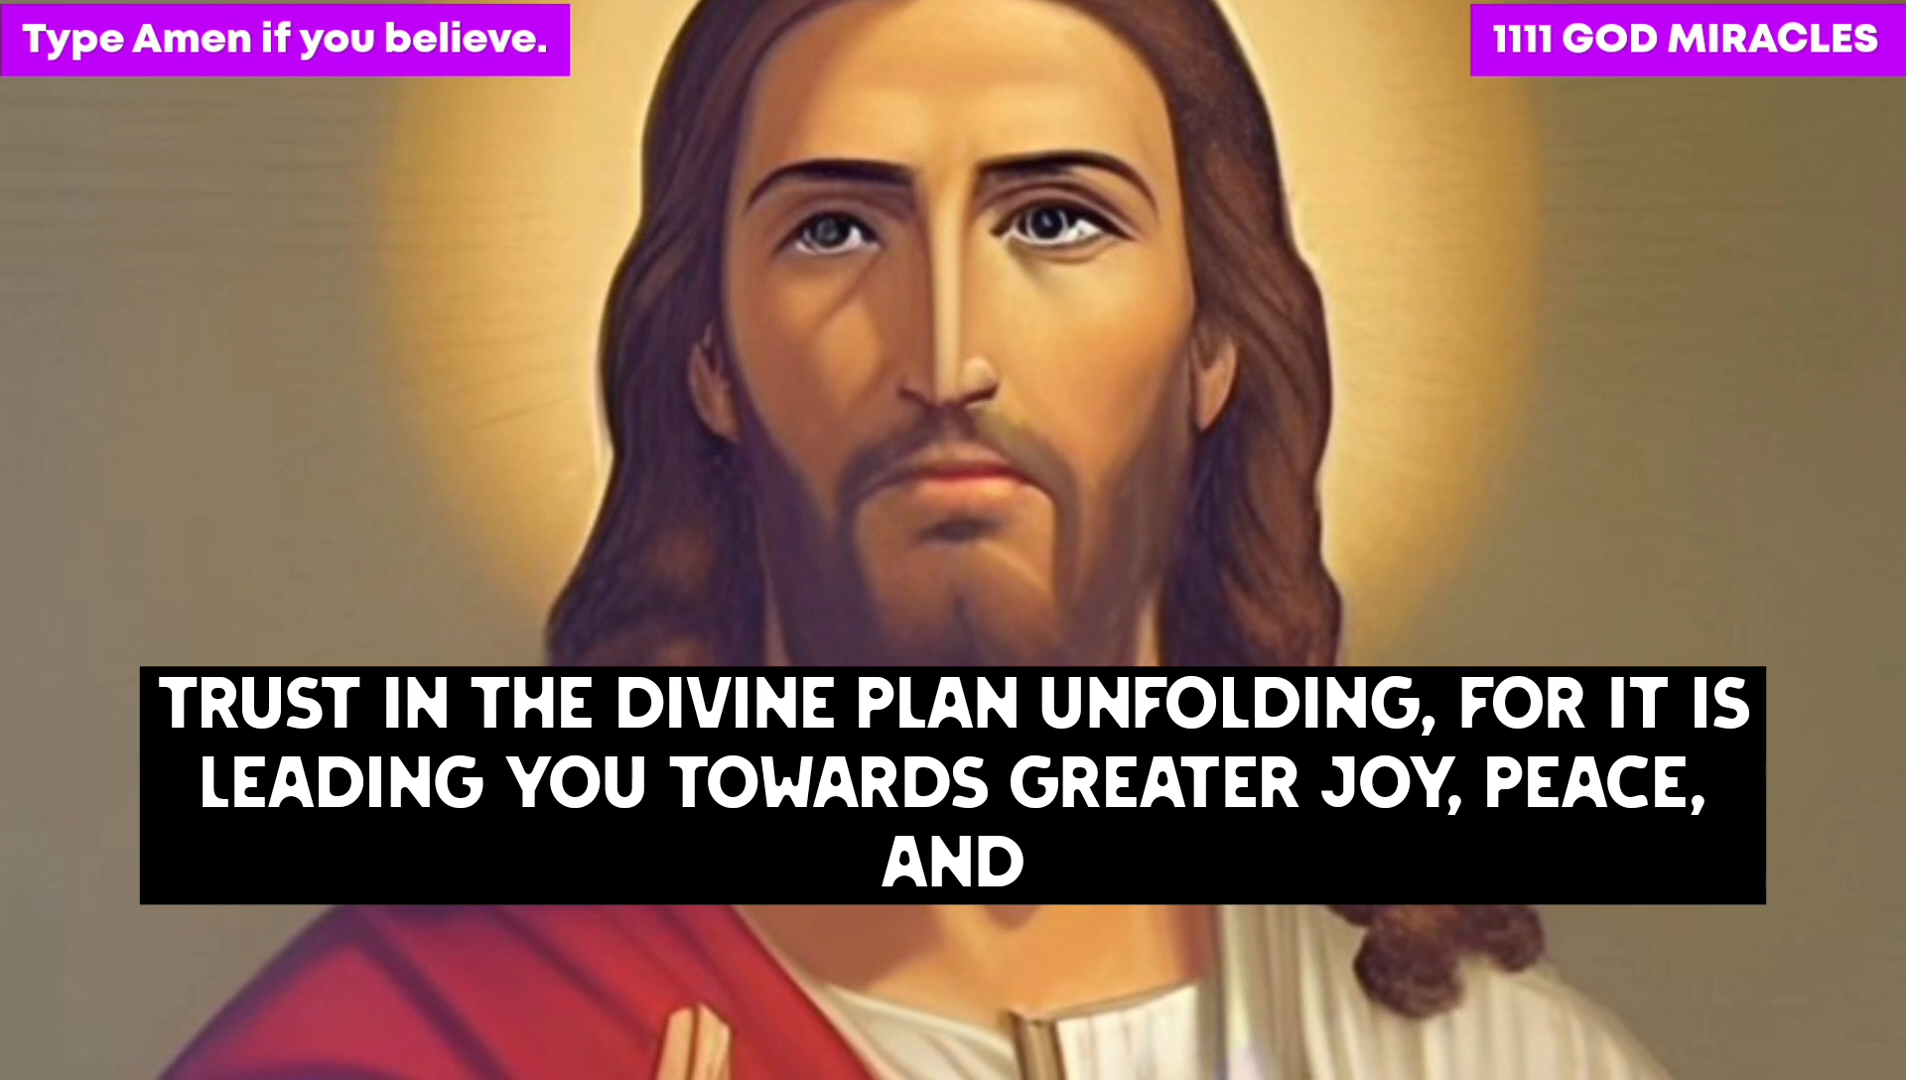 Type Amen if you believe.
1111 GOD MIRACLES
TRUST IN THE DIVINE PLAN UNFOLDING, FOR IT IS
LEADING YOU TOWARDS GREATER JOY, PEACE,
AND